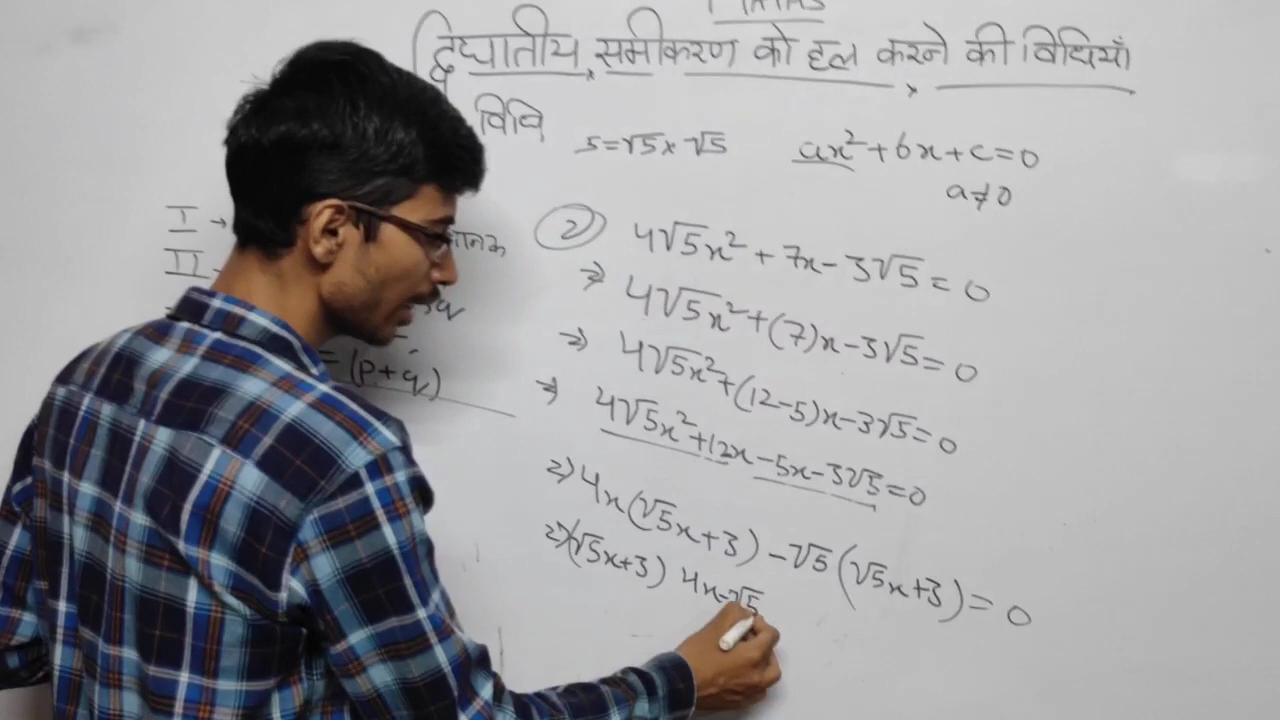 द्विघातीय समीकरण को हल करने की विधियाँ
विधि
5=√5×√5
ax²+bx+c=0
a≠0
I →
II
(2) 4√5x²+7x-3√5=0
⇒ 4√5x²+(7)x-3√5=0
⇒ 4√5x²+(12-5)x-3√5=0
= (p+q)
⇒ 4√5x²+12x-5x-3√5=0
⇒ 4x(√5x+3)-√5(√5x+3)=0
⇒ (√5x+3) 4x-√5